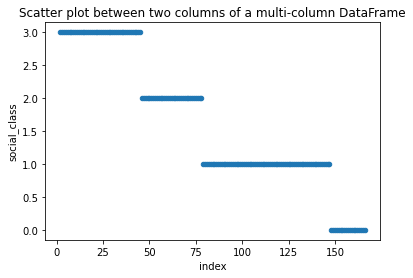 Scatter plot between two columns of a multi-column DataFrame
3.0
2.5
2.0
1.5
1.0
0.5
0.0
social_class
0 25 50 75 100 125 150
index